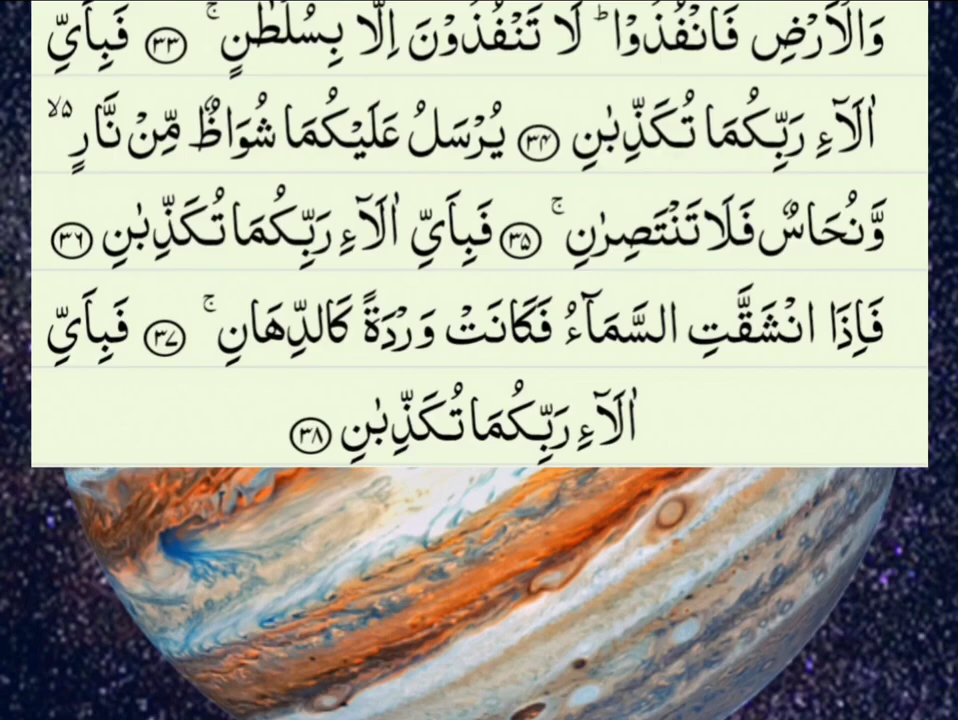 وَالْاَرْضِ فَانْفُذُوْا ؕ لَا تَنْفُذُوْنَ اِلَّا بِسُلْطٰنٍ ۚ ﴿۳۳﴾ فَبِاَيِّ
اٰلَآءِ رَبِّكُمَا تُكَذِّبٰنِ ﴿۳۴﴾ يُرْسَلُ عَلَيْكُمَا شُوَاظٌ مِّنْ نَّارٍ ۵ۙ
وَّنُحَاسٌ فَلَا تَنْتَصِرٰنِ ۚ ﴿۳۵﴾ فَبِاَيِّ اٰلَآءِ رَبِّكُمَا تُكَذِّبٰنِ ﴿۳۶﴾
فَاِذَا انْشَقَّتِ السَّمَآءُ فَكَانَتْ وَرْدَةً كَالدِّهَانِ ۚ ﴿۳۷﴾ فَبِاَيِّ
اٰلَآءِ رَبِّكُمَا تُكَذِّبٰنِ ﴿۳۸﴾